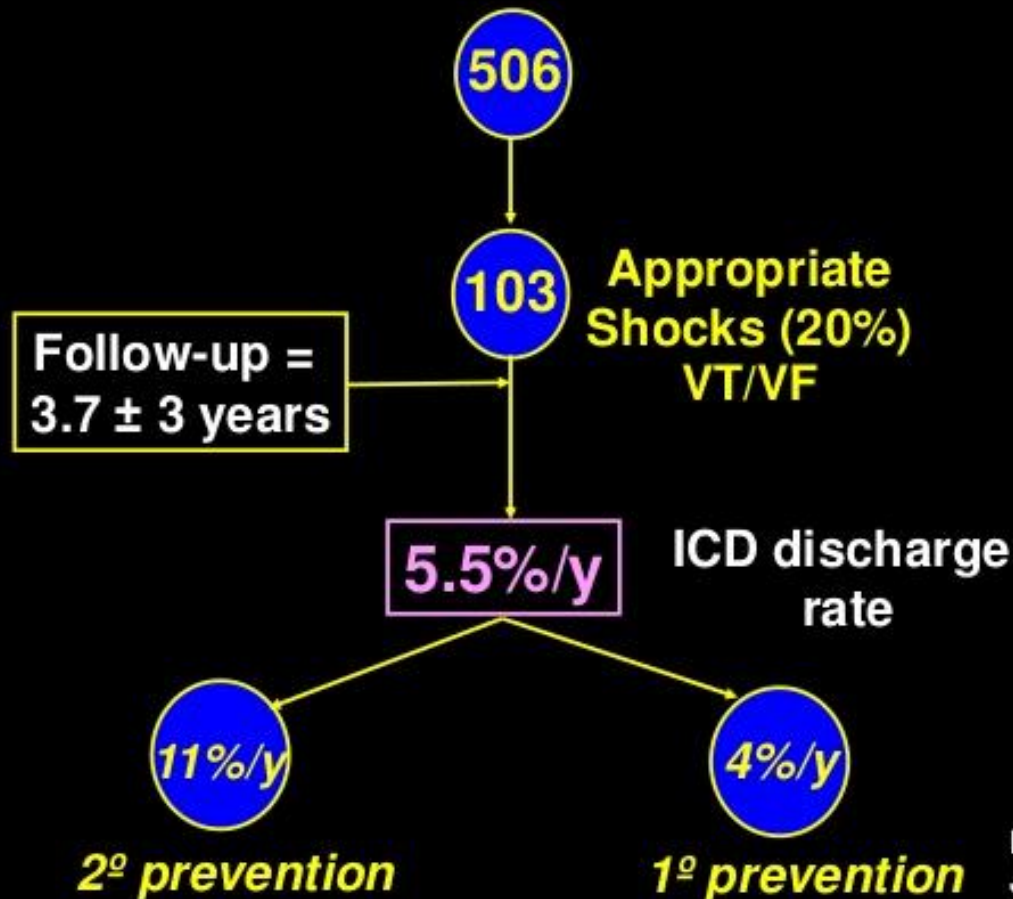 506
103
Appropriate
Shocks (20%)
VT/VF
Follow-up =
3.7 ± 3 years
5.5%/y
ICD discharge
rate
11%/y
4%/y
2º prevention
1º prevention